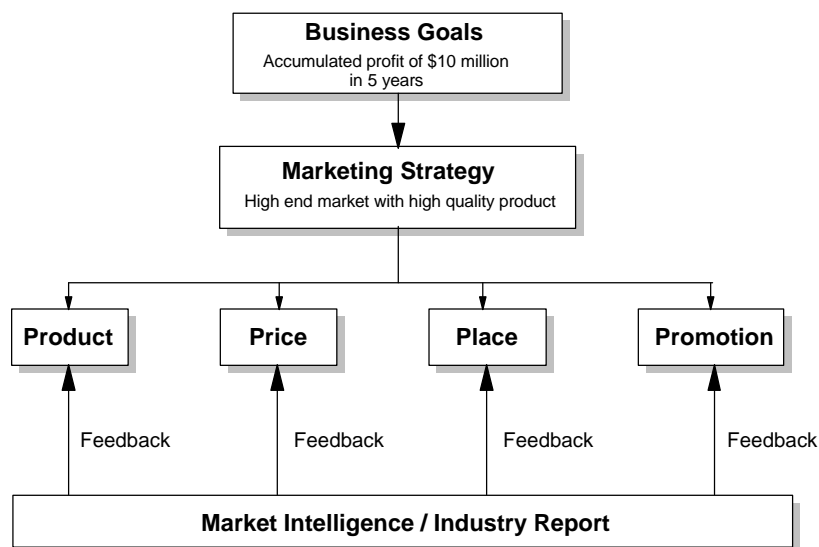 Business Goals
Accumulated profit of $10 million
in 5 years
Marketing Strategy
High end market with high quality product
Product
Price
Place
Promotion
Feedback
Feedback
Feedback
Feedback
Market Intelligence / Industry Report